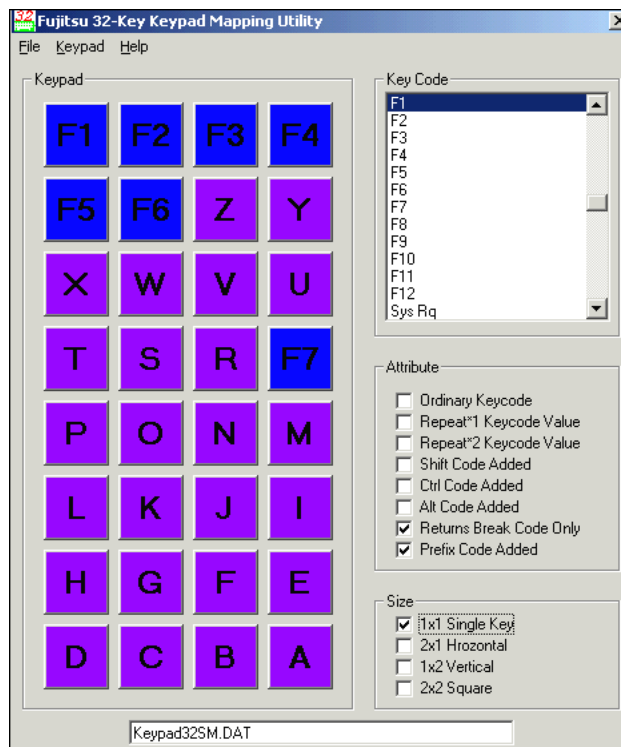 32 Fujitsu 32-Key Keypad Mapping Utility
File Keypad Help
Keypad
F1 F2 F3 F4
F5 F6 Z Y
X W V U
T S R F7
P O N M
L K J I
H G F E
D C B A
Key Code
F1
F2
F3
F4
F5
F6
F7
F8
F9
F10
F11
F12
Sys Rq
Attribute
Ordinary Keycode
Repeat*1 Keycode Value
Repeat*2 Keycode Value
Shift Code Added
Ctrl Code Added
Alt Code Added
Returns Break Code Only
Prefix Code Added
Size
1x1 Single Key
2x1 Hrozontal
1x2 Vertical
2x2 Square
Keypad32SM.DAT